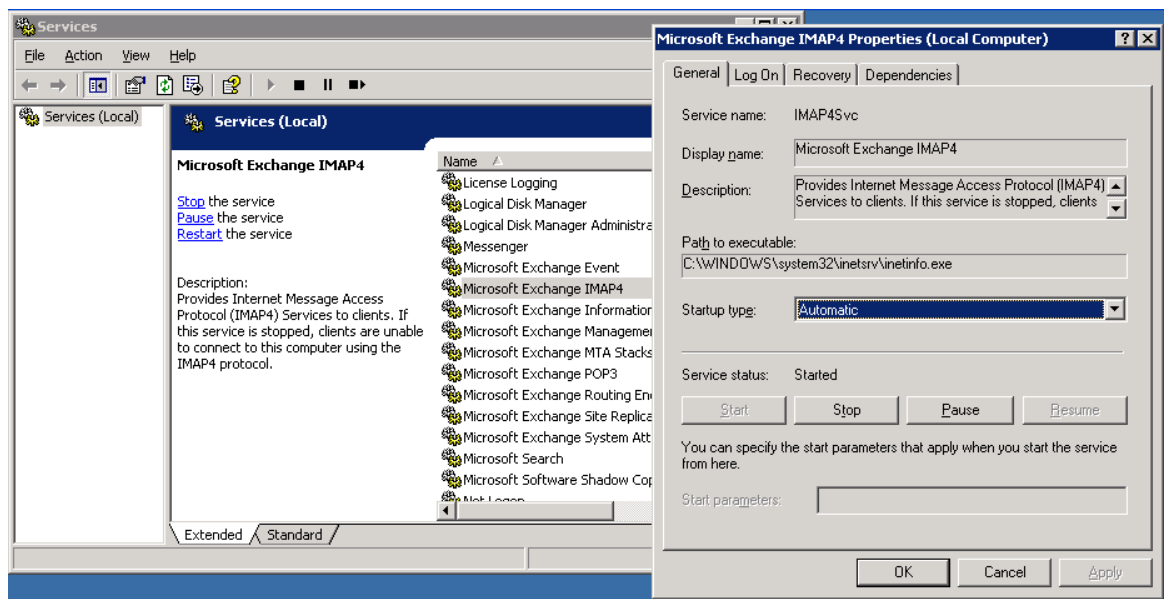 Services
File Action View Help
Services (Local)
Services (Local)
Microsoft Exchange IMAP4
Stop the service
Pause the service
Restart the service
Description:
Provides Internet Message Access
Protocol (IMAP4) Services to clients. If
this service is stopped, clients are unable
to connect to this computer using the
IMAP4 protocol.
Name
License Logging
Logical Disk Manager
Logical Disk Manager Administra
Messenger
Microsoft Exchange Event
Microsoft Exchange IMAP4
Microsoft Exchange Information
Microsoft Exchange Managemer
Microsoft Exchange MTA Stacks
Microsoft Exchange POP3
Microsoft Exchange Routing En
Microsoft Exchange Site Replica
Microsoft Exchange System Att
Microsoft Search
Microsoft Software Shadow Cop
Net Logon
Extended Standard
Microsoft Exchange IMAP4 Properties (Local Computer)
General Log On Recovery Dependencies
Service name: IMAP4Svc
Display name: Microsoft Exchange IMAP4
Description: Provides Internet Message Access Protocol (IMAP4)
Services to clients. If this service is stopped, clients
Path to executable:
C:\WINDOWS\system32\inetsrv\inetinfo.exe
Startup type: Automatic
Service status: Started
Start Stop Pause Resume
You can specify the start parameters that apply when you start the service
from here.
Start parameters:
OK Cancel Apply